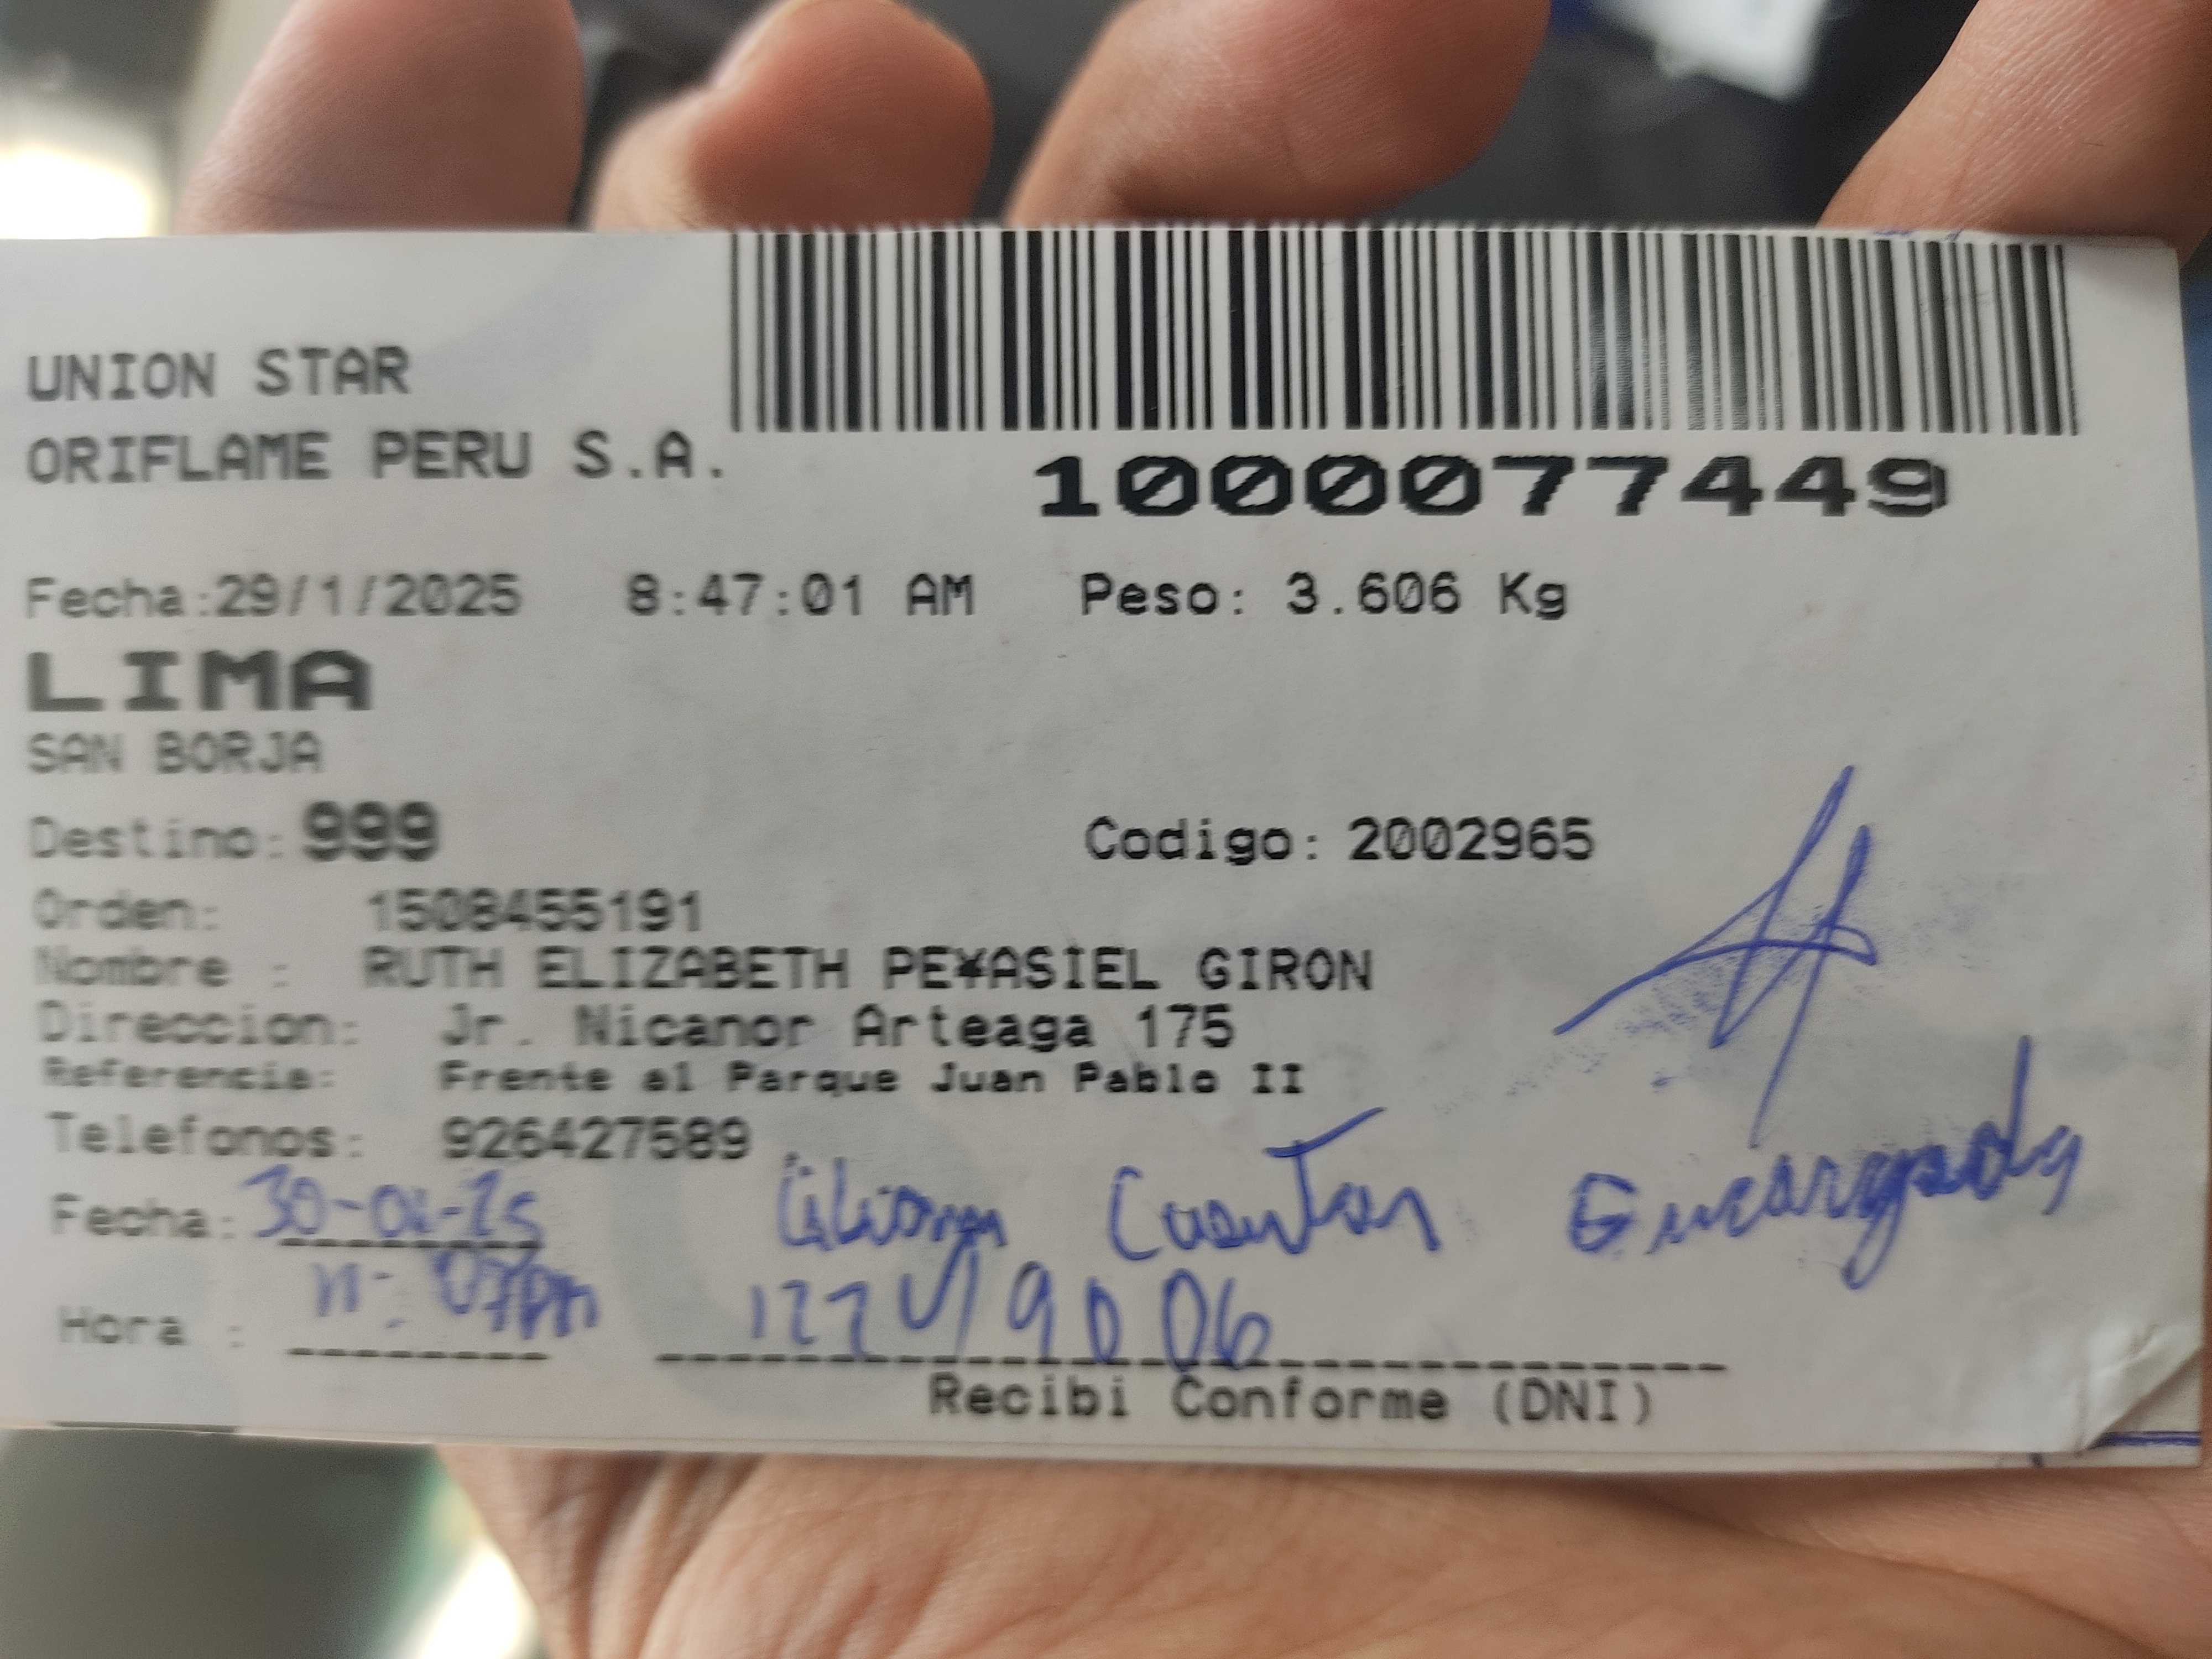 UNION STAR
ORIFLAME PERU S.A.
1000077449
Fecha:29/1/2025 8:47:01 AM Peso: 3.606 Kg
LIMA
SAN BORJA
Destino: 999 Codigo: 2002965
Orden: 1508455191
Nombre : RUTH ELIZABETH PE¥ASIEL GIRON
Direccion: Jr. Nicanor Arteaga 175
Referencia: Frente al Parque Juan Pablo II
Telefonos: 926427589
Fecha: 30-01-25 Encargada
Hora :
Recibi Conforme (DNI)